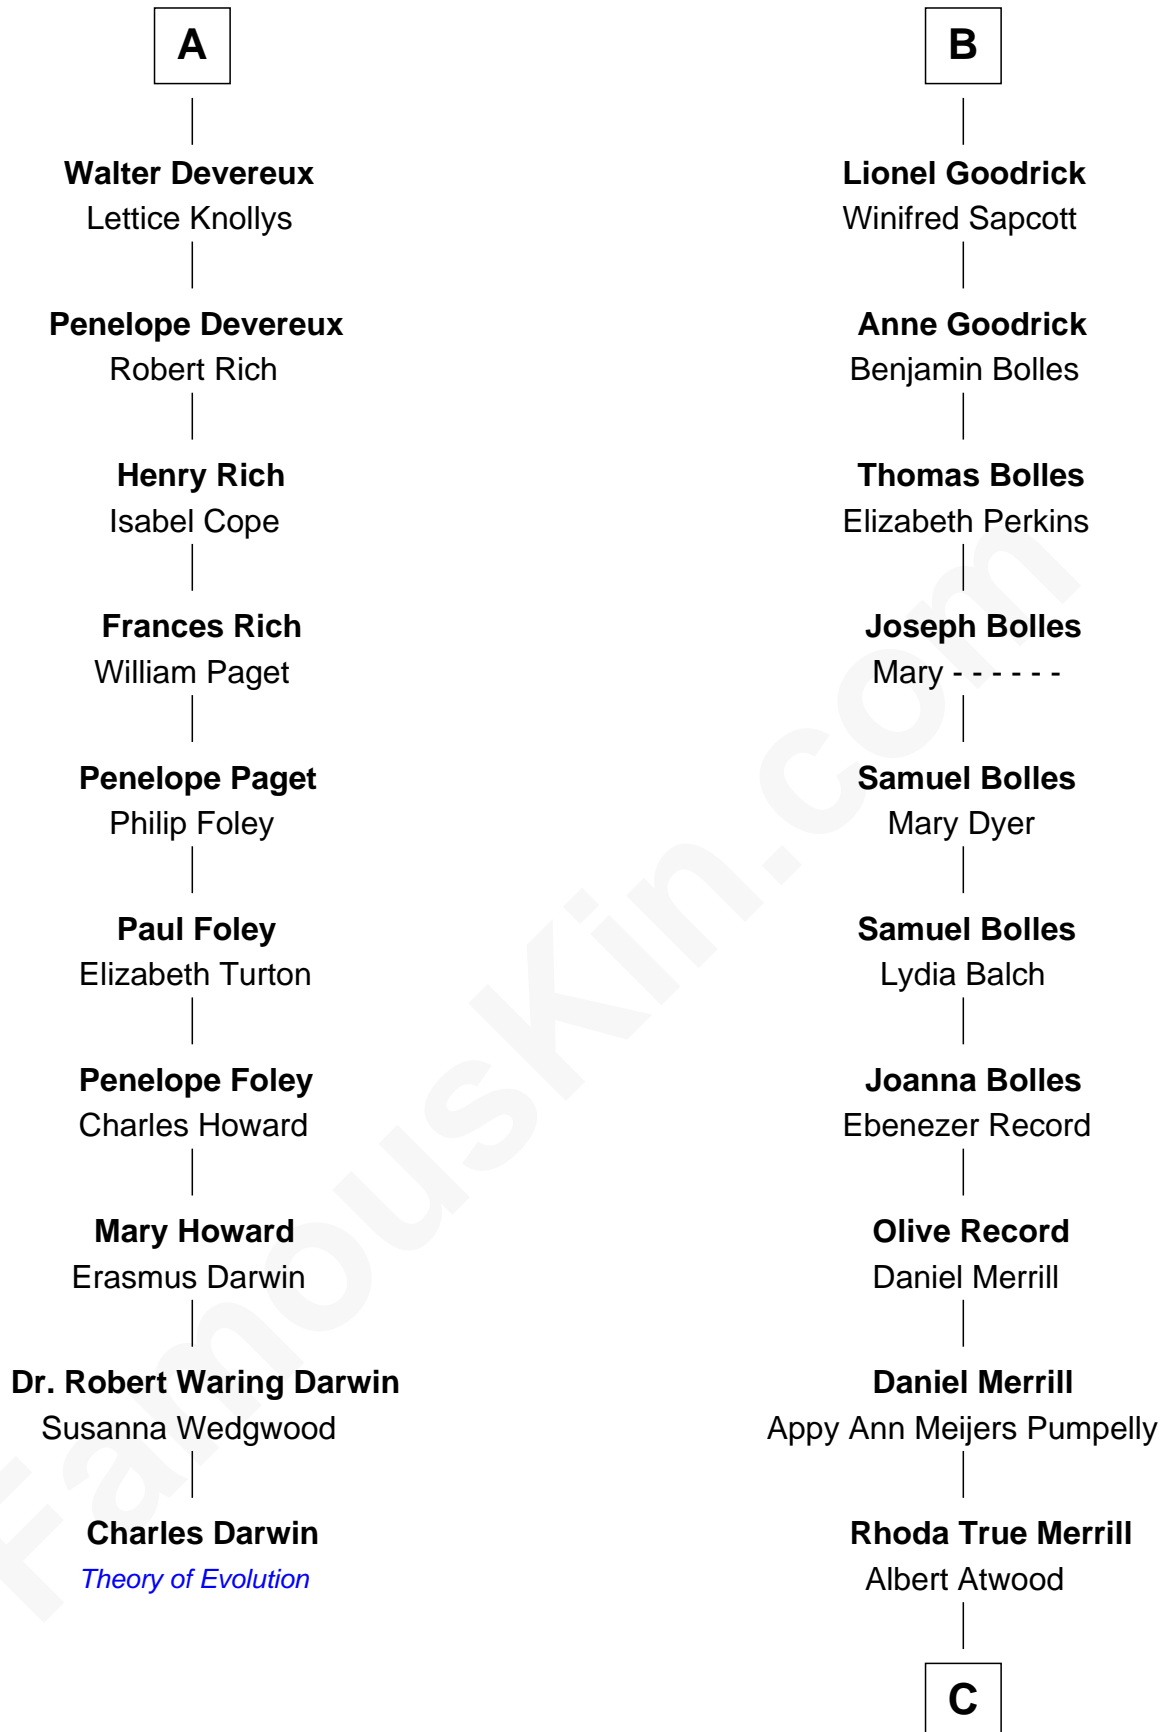 A
Walter Devereux
Lettice Knollys
Penelope Devereux
Robert Rich
Henry Rich
Isabel Cope
Frances Rich
William Paget
Penelope Paget
Philip Foley
Paul Foley
Elizabeth Turton
Penelope Foley
Charles Howard
Mary Howard
Erasmus Darwin
Dr. Robert Waring Darwin
Susanna Wedgwood
Charles Darwin
Theory of Evolution
B
Lionel Goodrick
Winifred Sapcott
Anne Goodrick
Benjamin Bolles
Thomas Bolles
Elizabeth Perkins
Joseph Bolles
Mary - - - - - -
Samuel Bolles
Mary Dyer
Samuel Bolles
Lydia Balch
Joanna Bolles
Ebenezer Record
Olive Record
Daniel Merrill
Daniel Merrill
Appy Ann Meijers Pumpelly
Rhoda True Merrill
Albert Atwood
C
FamousKin.com